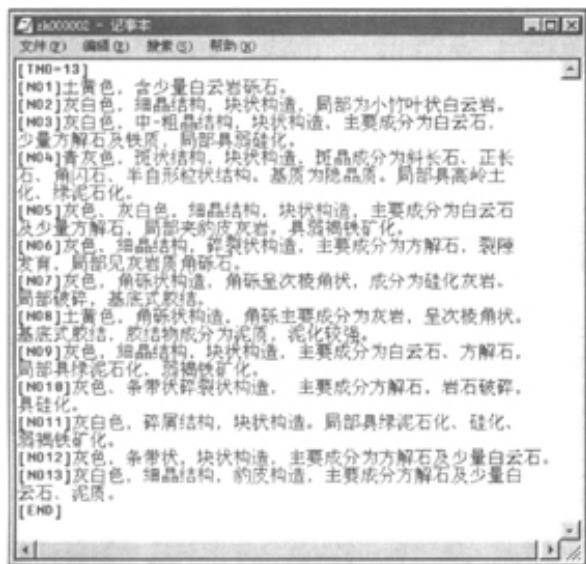 zk000002 - 记事本
文件(F) 编辑(E) 搜索(S) 帮助(H)
[TNO=13]
[NO1]土黄色，含少量白云岩砾石。
[NO2]灰白色，细晶结构，块状构造，局部为小竹叶状白云岩。
[NO3]灰白色，中-粗晶结构，块状构造，主要成分为白云石，
少量方解石及铁质，局部具弱硅化。
[NO4]青灰色，斑状结构，块状构造，斑晶成分为斜长石、正长
石、角闪石、半自形粒状结构。基质为隐晶质。局部具高岭土
化、绿泥石化。
[NO5]灰色、灰白色，细晶结构，块状构造，主要成分为白云石
及少量方解石，局部夹豹皮灰岩。具弱褐铁矿化。
[NO6]灰色，细晶结构，碎裂状构造，主要成分为方解石，裂隙
发育，局部见灰岩质角砾石。
[NO7]灰色，角砾状构造，角砾呈次棱角状，成分为硅化灰岩。
局部破碎，基底式胶结。
[NO8]土黄色，角砾状构造，角砾主要成分为灰岩，呈次棱角状。
基底式胶结，胶结物成分为泥质，泥化较强。
[NO9]灰色，细晶结构，块状构造，主要成分为白云石、方解石，
局部具绿泥石化、弱褐铁矿化。
[NO10]灰色、条带状碎裂状构造， 主要成分方解石，岩石破碎，
具硅化。
[NO11]灰白色，碎屑结构，块状构造。局部具绿泥石化、硅化、
弱褐铁矿化。
[NO12]灰色、条带状，块状构造，主要成分为方解石及少量白云石。
[NO13]灰白色，细晶结构，豹皮构造，主要成分方解石及少量白
云石、泥质。
[END]